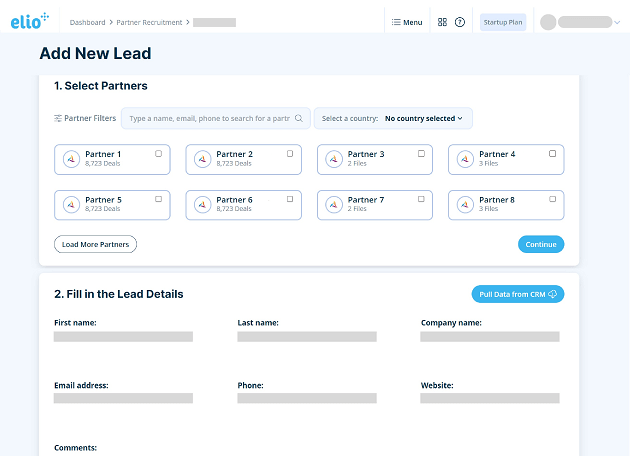 elio
Dashboard > Partner Recruitment >
Menu
?
Startup Plan
Add New Lead
1. Select Partners
Partner Filters
Type a name, email, phone to search for a partr
Select a country: No country selected
Partner 1
8,723 Deals
Partner 2
8,723 Deals
Partner 3
2 Files
Partner 4
3 Files
Partner 5
8,723 Deals
Partner 6
8,723 Deals
Partner 7
2 Files
Partner 8
3 Files
Load More Partners
Continue
2. Fill in the Lead Details
Pull Data from CRM
First name:
Last name:
Company name:
Email address:
Phone:
Website:
Comments: